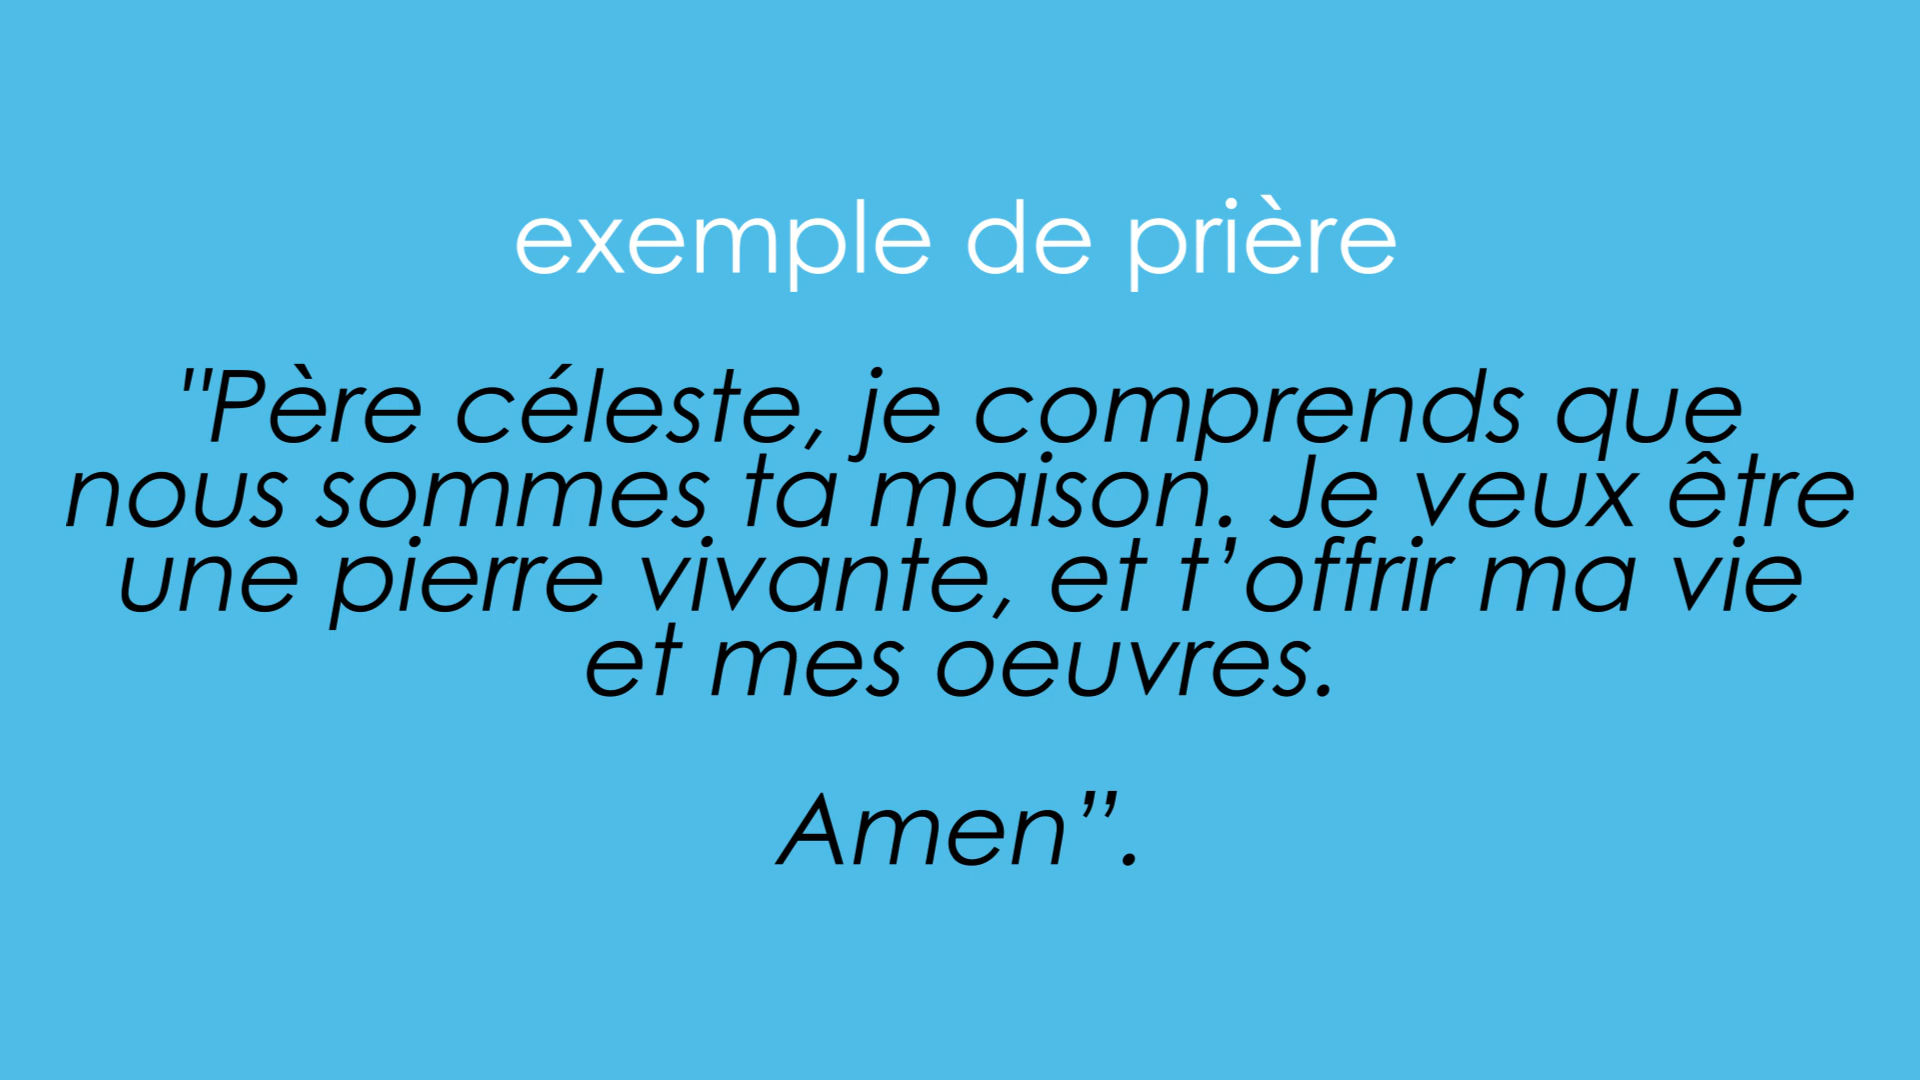 exemple de prière
"Père céleste, je comprends que
nous sommes ta maison. Je veux être
une pierre vivante, et t’offrir ma vie
et mes oeuvres.
Amen”.